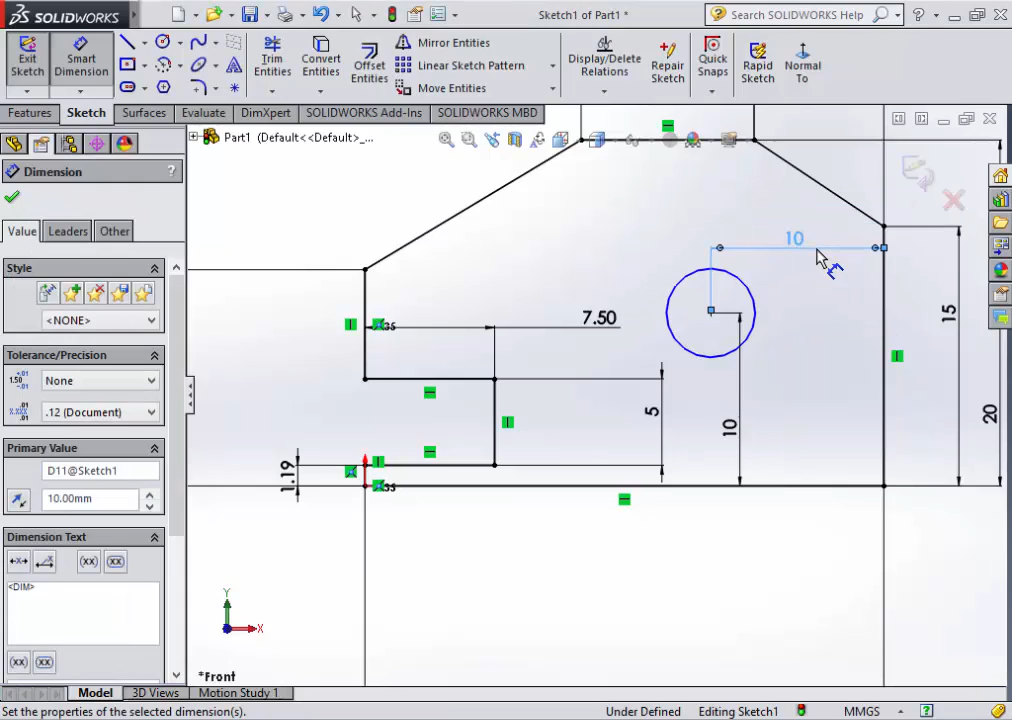 SOLIDWORKS
Sketch1 of Part1 *
Search SOLIDWORKS Help
Exit Sketch
Smart Dimension
Trim Entities
Convert Entities
Offset Entities
Mirror Entities
Linear Sketch Pattern
Move Entities
Display/Delete Relations
Repair Sketch
Quick Snaps
Rapid Sketch
Normal To
Features
Sketch
Surfaces
Evaluate
DimXpert
SOLIDWORKS Add-Ins
SOLIDWORKS MBD
Part1 (Default<<Default>_...
Dimension
?
Value
Leaders
Other
Style
<NONE>
Tolerance/Precision
None
.12 (Document)
Primary Value
D11@Sketch1
10.00mm
Dimension Text
(xx)
<DIM>
(xx)
10
7.50
15
5
10
20
1.19
Y
X
*Front
Model
3D Views
Motion Study 1
Set the properties of the selected dimension(s).
Under Defined
Editing Sketch1
MMGS